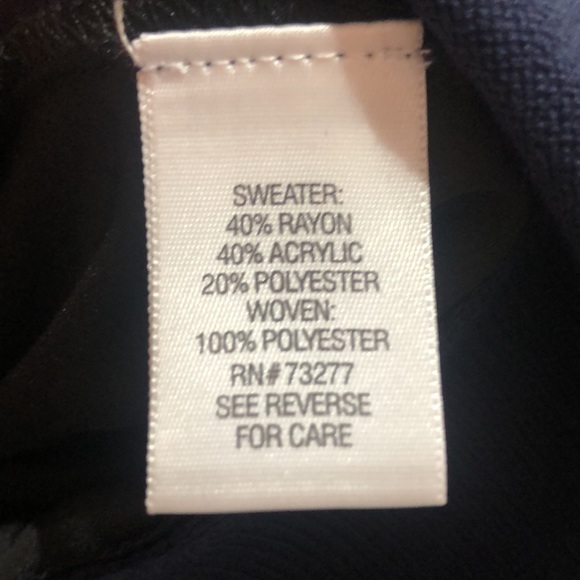 SWEATER:
40% RAYON
40% ACRYLIC
20% POLYESTER
WOVEN:
100% POLYESTER
RN# 73277
SEE REVERSE
FOR CARE